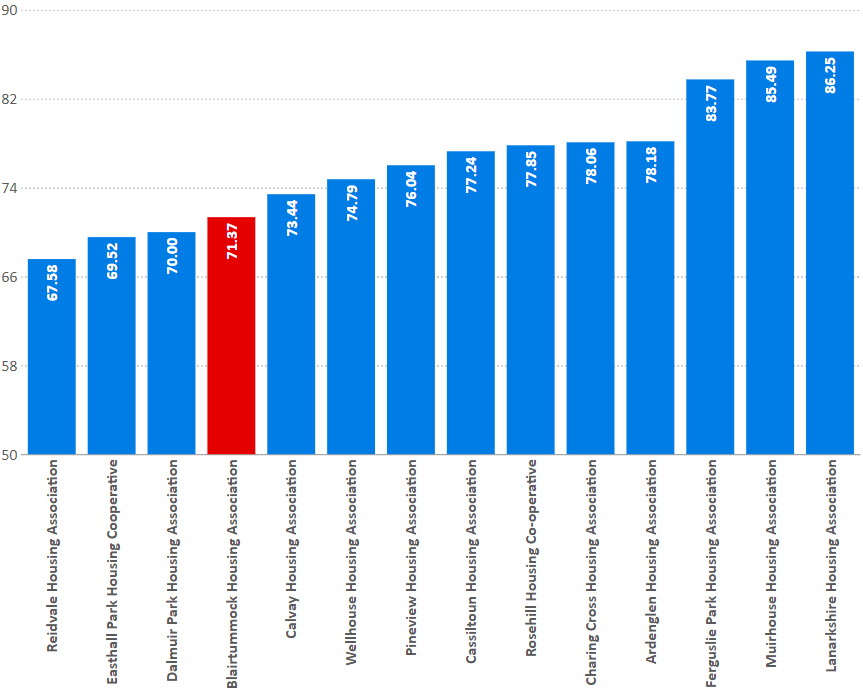 90
82
74
66
58
50
67.58
69.52
70.00
71.37
73.44
74.79
76.04
77.24
77.85
78.06
78.18
83.77
85.49
86.25
Reidvale Housing Association
Easthall Park Housing Cooperative
Dalmuir Park Housing Association
Blairtummock Housing Association
Calvay Housing Association
Wellhouse Housing Association
Pineview Housing Association
Cassiltoun Housing Association
Rosehill Housing Co-operative
Charing Cross Housing Association
Ardenglen Housing Association
Ferguslie Park Housing Association
Muirhouse Housing Association
Lanarkshire Housing Association